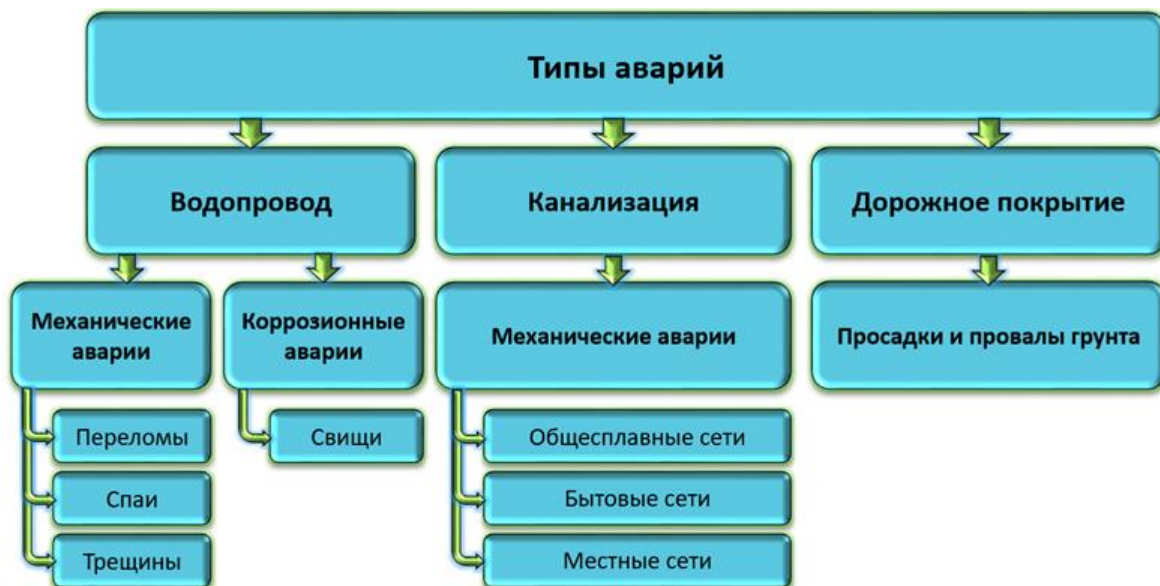 Типы аварий
Водопровод
Канализация
Дорожное покрытие
Механические
аварии
Коррозионные
аварии
Механические аварии
Просадки и провалы грунта
Переломы
Свищи
Общесплавные сети
Спаи
Бытовые сети
Трещины
Местные сети